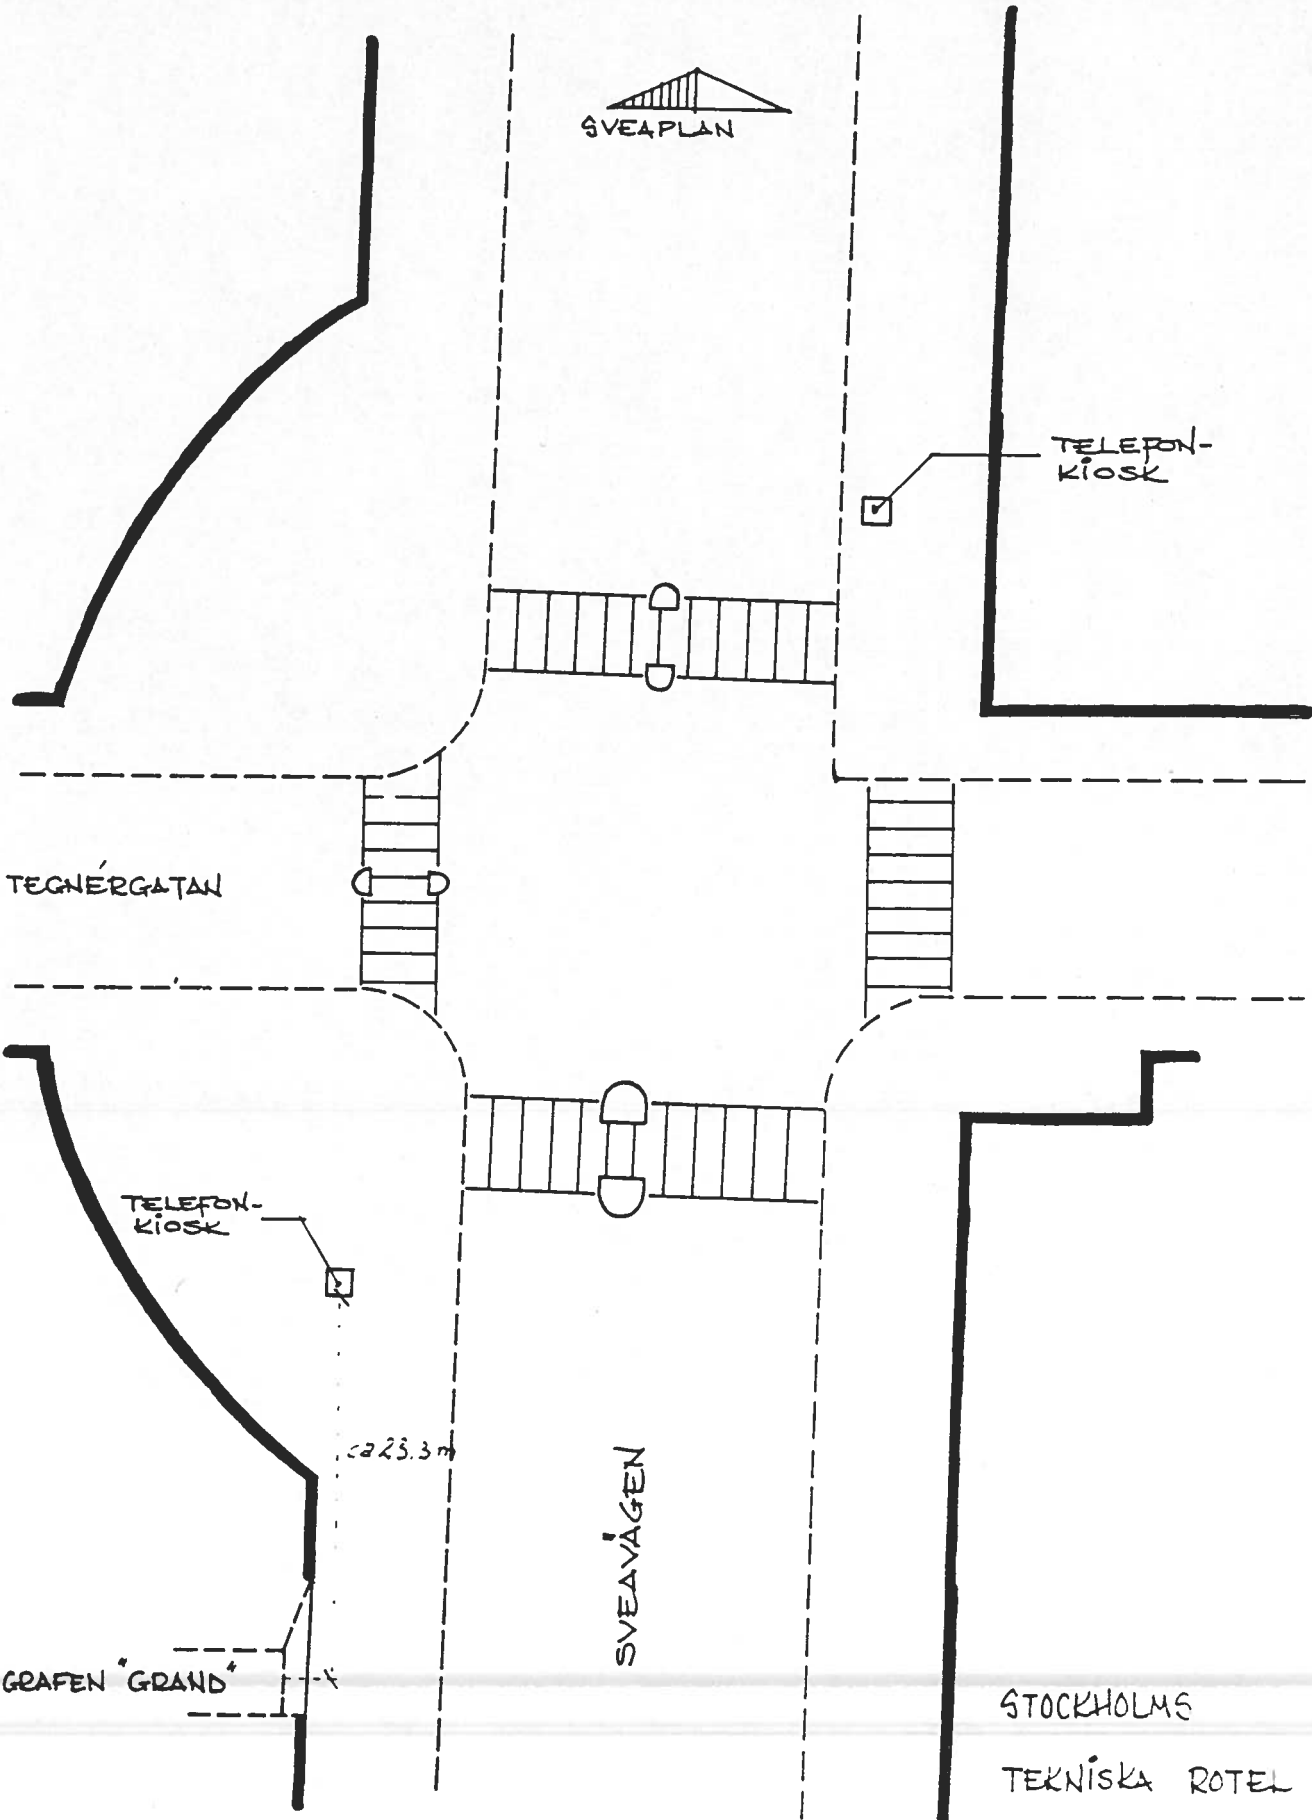 SVEAPLAN
TELEFON-
KIOSK
TEGNÉRGATAN
TELEFON-
KIOSK
ca 23.3 m
SVEAVÄGEN
GRAFEN "GRAND"
STOCKHOLMS
TEKNISKA ROTEL